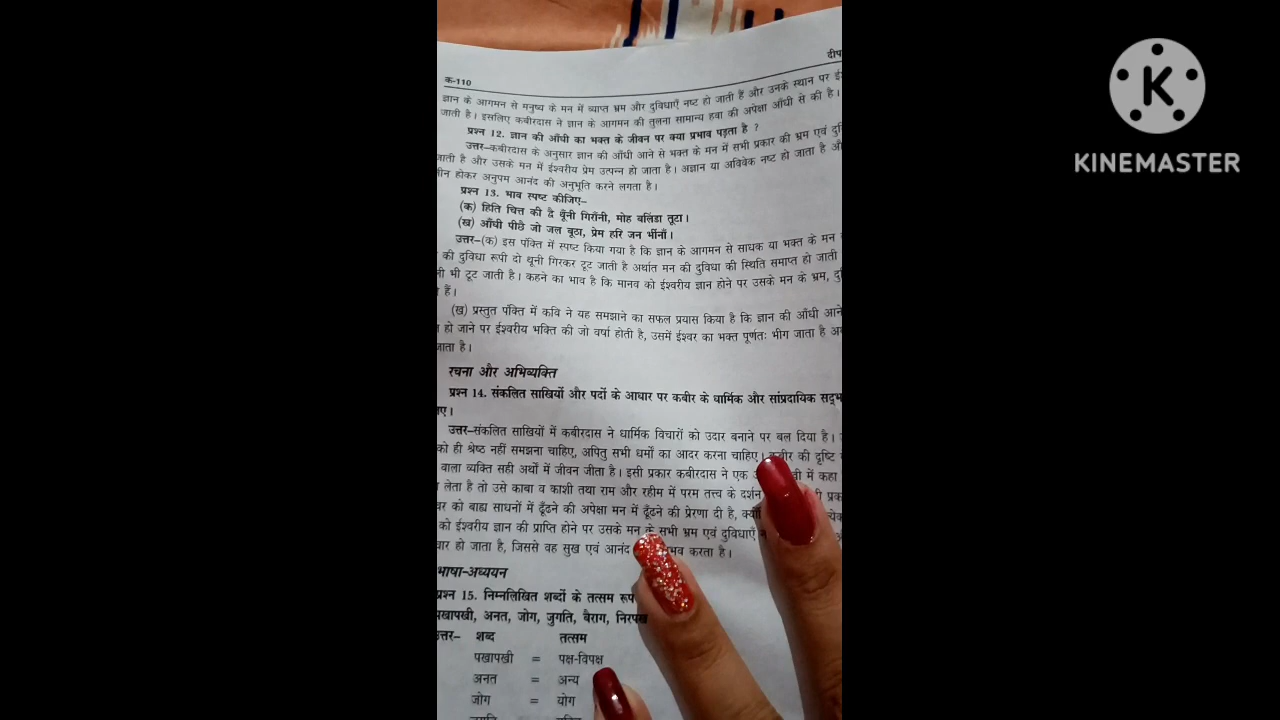 क-110
दीप
ज्ञान के आगमन से मनुष्य के मन में व्याप्त भ्रम और दुविधाएँ नष्ट हो जाती हैं और उनके स्थान पर
जाती है। इसलिए कबीरदास ने ज्ञान के आगमन की तुलना सामान्य हवा की अपेक्षा आँधी से की है।
प्रश्न 12. ज्ञान की आँधी का भक्त के जीवन पर क्या प्रभाव पड़ता है ?
उत्तर–कबीरदास के अनुसार ज्ञान की आँधी आने से भक्त के मन में सभी प्रकार की भ्रम एवं
जाती है और उसके मन में ईश्वरीय प्रेम उत्पन्न हो जाता है। अज्ञान या अविवेक नष्ट हो जाता है
होकर अनुपम आनंद की अनुभूति करने लगता है।
प्रश्न 13. भाव स्पष्ट कीजिए–
(क) हिति चित्त की द्वै थूँनी गिराँनी, मोह बलिंडा तूटा।
(ख) आँधी पीछै जो जल बूठा, प्रेम हरि जन भींनाँ।
उत्तर–(क) इस पंक्ति में स्पष्ट किया गया है कि ज्ञान के आगमन से साधक या भक्त के मन
की दुविधा रूपी दो थूनी गिरकर टूट जाती है अर्थात मन की दुविधा की स्थिति समाप्त हो जाती
भी टूट जाती है। कहने का भाव है कि मानव को ईश्वरीय ज्ञान होने पर उसके मन के भ्रम,
हैं।
(ख) प्रस्तुत पंक्ति में कवि ने यह समझाने का सफल प्रयास किया है कि ज्ञान की आँधी आने
हो जाने पर ईश्वरीय भक्ति की जो वर्षा होती है, उसमें ईश्वर का भक्त पूर्णतः भीग जाता है
जाता है।
रचना और अभिव्यक्ति
प्रश्न 14. संकलित साखियों और पदों के आधार पर कबीर के धार्मिक और सांप्रदायिक
उत्तर–संकलित साखियों में कबीरदास ने धार्मिक विचारों को उदार बनाने पर बल दिया है।
को ही श्रेष्ठ नहीं समझना चाहिए, अपितु सभी धर्मों का आदर करना चाहिए। कबीर की दृष्टि
वाला व्यक्ति सही अर्थों में जीवन जीता है। इसी प्रकार कबीरदास ने एक में कहा
लेता है तो उसे काबा व काशी तथा राम और रहीम में परम तत्त्व के दर्शन
को बाह्य साधनों में ढूँढने की अपेक्षा मन में ढूँढने की प्रेरणा दी है,
को ईश्वरीय ज्ञान की प्राप्ति होने पर उसके मन के सभी भ्रम एवं दुविधाएँ
हो जाता है, जिससे वह सुख एवं आनंद करता है।
भाषा-अध्ययन
प्रश्न 15. निम्नलिखित शब्दों के तत्सम रूप
पखापखी, अनत, जोग, जुगति, बैराग, निरपख
उत्तर– शब्द तत्सम
पखापखी = पक्ष-विपक्ष
अनत = अन्य
जोग = योग
KINEMASTER